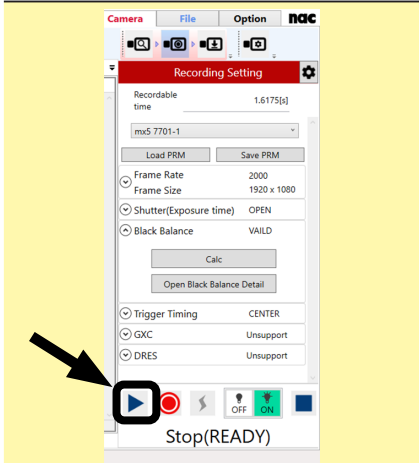 Camera File Option nac
Recording Setting
Recordable time 1.6175[s]
mx5 7701-1
Load PRM Save PRM
Frame Rate 2000
Frame Size 1920 x 1080
Shutter(Exposure time) OPEN
Black Balance VAILD
Calc
Open Black Balance Detail
Trigger Timing CENTER
GXC Unsupport
DRES Unsupport
OFF ON
Stop(READY)